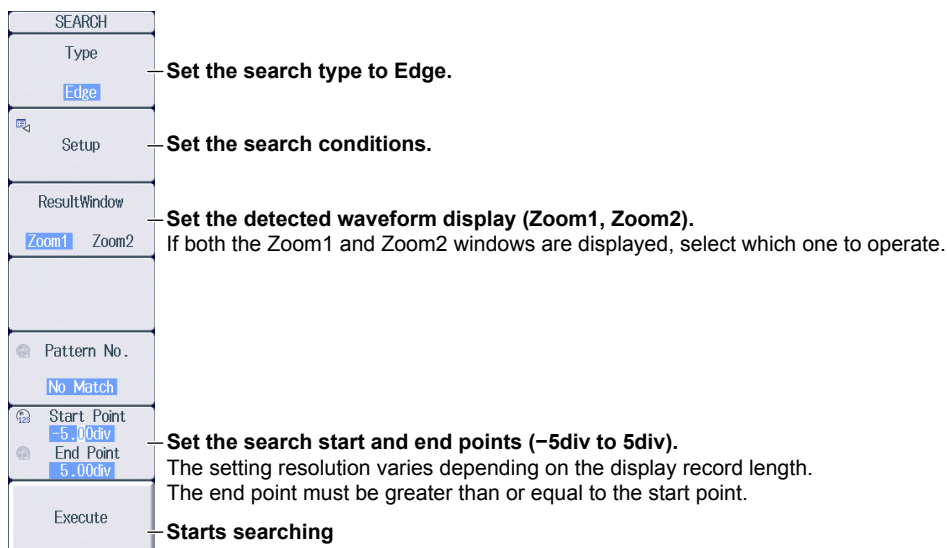 SEARCH
Type
Edge
Set the search type to Edge.
Setup
Set the search conditions.
ResultWindow
Zoom1 Zoom2
Set the detected waveform display (Zoom1, Zoom2).
If both the Zoom1 and Zoom2 windows are displayed, select which one to operate.
Pattern No.
No Match
Start Point
-5.00div
End Point
5.00div
Set the search start and end points (−5div to 5div).
The setting resolution varies depending on the display record length.
The end point must be greater than or equal to the start point.
Execute
Starts searching